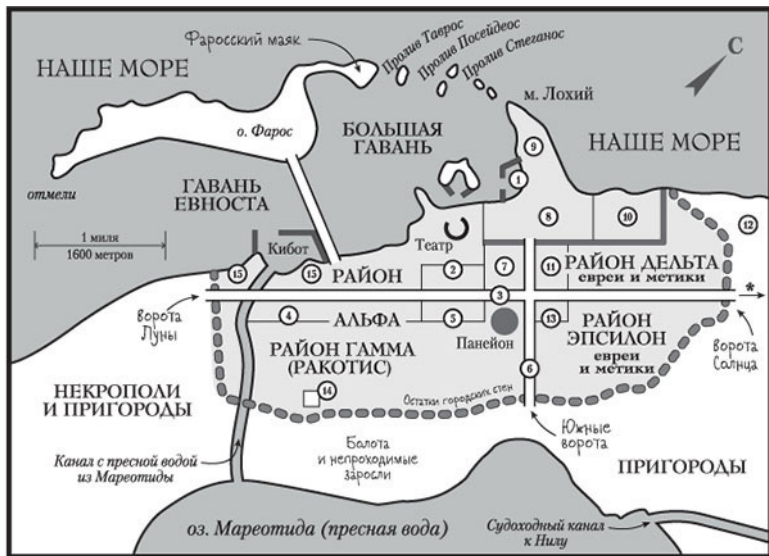 Фаросский маяк
Пролив Таврос
Пролив Посейдеос
Пролив Стеганос
С
НАШЕ МОРЕ
м. Лохий
о. Фарос
БОЛЬШАЯ
ГАВАНЬ
НАШЕ МОРЕ
отмели
ГАВАНЬ
ЕВНОСТА
1 миля
1600 метров
Кибот
Театр
1
9
8
10
12
15
15
РАЙОН
2
7
11
РАЙОН ДЕЛЬТА
евреи и метики
ворота
Луны
3
*
4
АЛЬФА
5
Панейон
13
РАЙОН
ЭПСИЛОН
евреи
и метики
ворота
Солнца
РАЙОН ГАММА
(РАКОТИС)
6
14
НЕКРОПОЛИ
И ПРИГОРОДЫ
Остатки городских стен
Южные
ворота
Канал с пресной водой
из Мареотиды
Болота
и непроходимые
заросли
ПРИГОРОДЫ
оз. Мареотида (пресная вода)
Судоходный канал
к Нилу